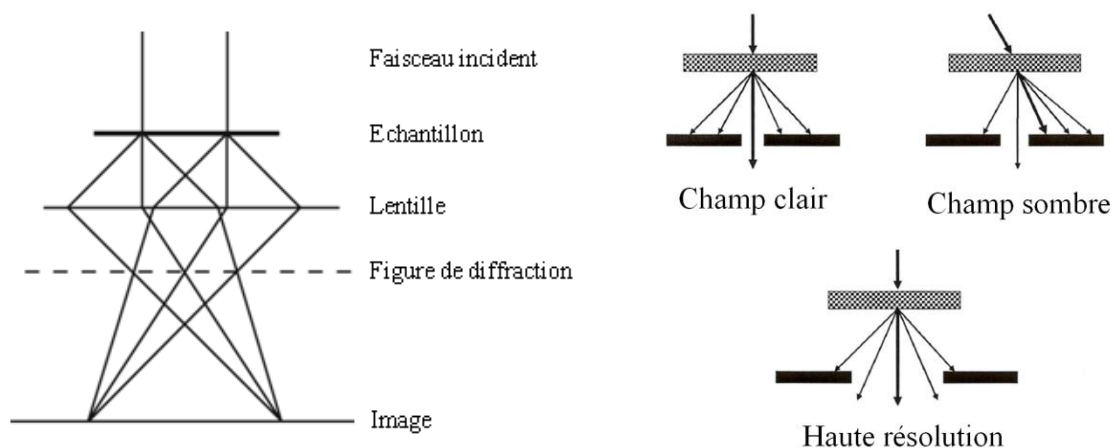 Faisceau incident
Echantillon
Lentille
Figure de diffraction
Image
Champ clair
Champ sombre
Haute résolution